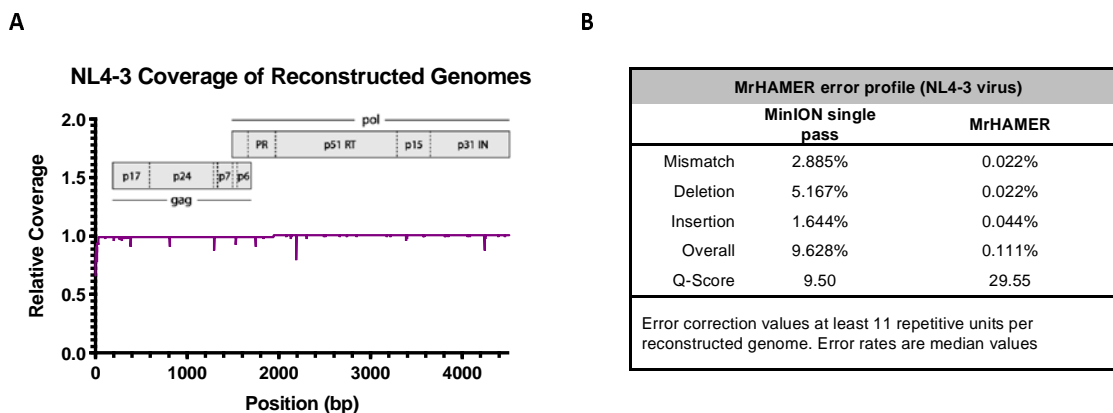 A
NL4-3 Coverage of Reconstructed Genomes
2.0
1.5
1.0
0.5
0.0
Relative Coverage
pol
PR p51 RT p15 p31 IN
p17 p24 p7 p6
gag
0 1000 2000 3000 4000
Position (bp)
B
MrHAMER error profile (NL4-3 virus)
MinION single
pass MrHAMER
Mismatch 2.885% 0.022%
Deletion 5.167% 0.022%
Insertion 1.644% 0.044%
Overall 9.628% 0.111%
Q-Score 9.50 29.55
Error correction values at least 11 repetitive units per
reconstructed genome. Error rates are median values